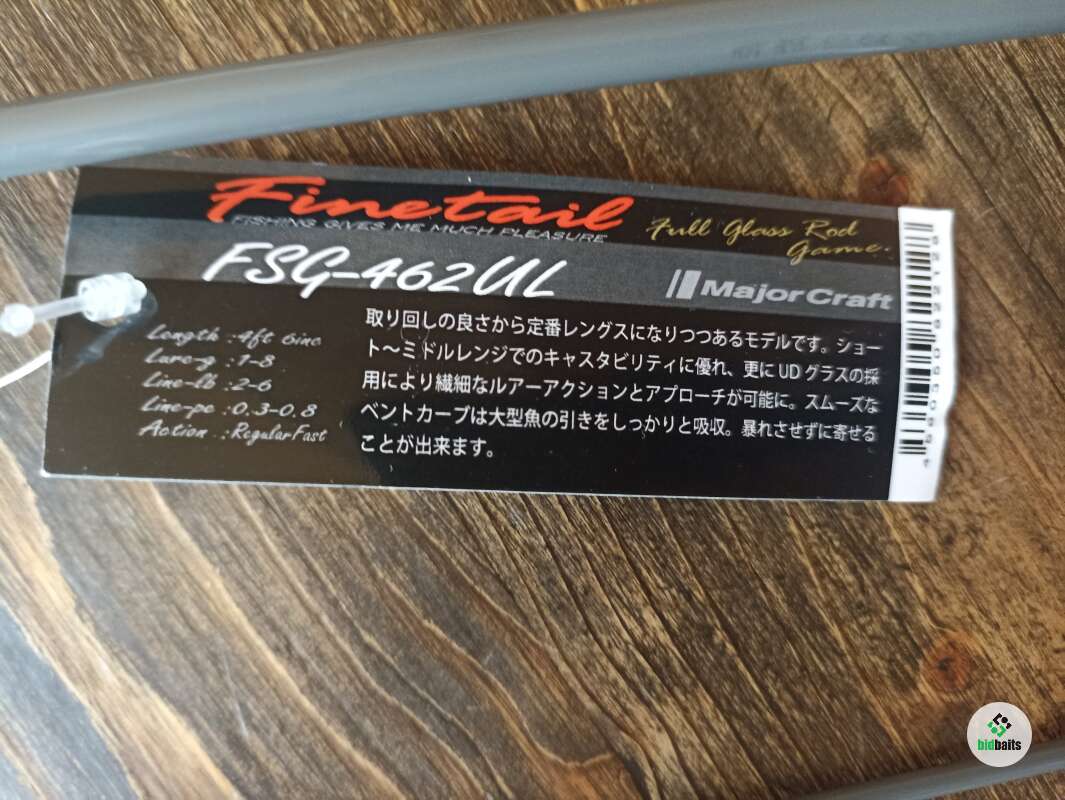 Finetail
FISHING GIVES ME MUCH PLEASURE
Full Glass Rod
Game.
FSG-462UL
MajorCraft
Length :4ft 6inc
Lure-g :1-8
Line-lb :2-6
Line-pe :0.3-0.8
Action :RegularFast
取り回しの良さから定番レングスになりつつあるモデルです。ショー
ト〜ミドルレンジでのキャスタビリティに優れ、更にUDグラスの採
用により繊細なルアーアクションとアプローチが可能に。スムーズな
ベントカーブは大型魚の引きをしっかりと吸収。暴れさせずに寄せる
ことが出来ます。
bidbaits